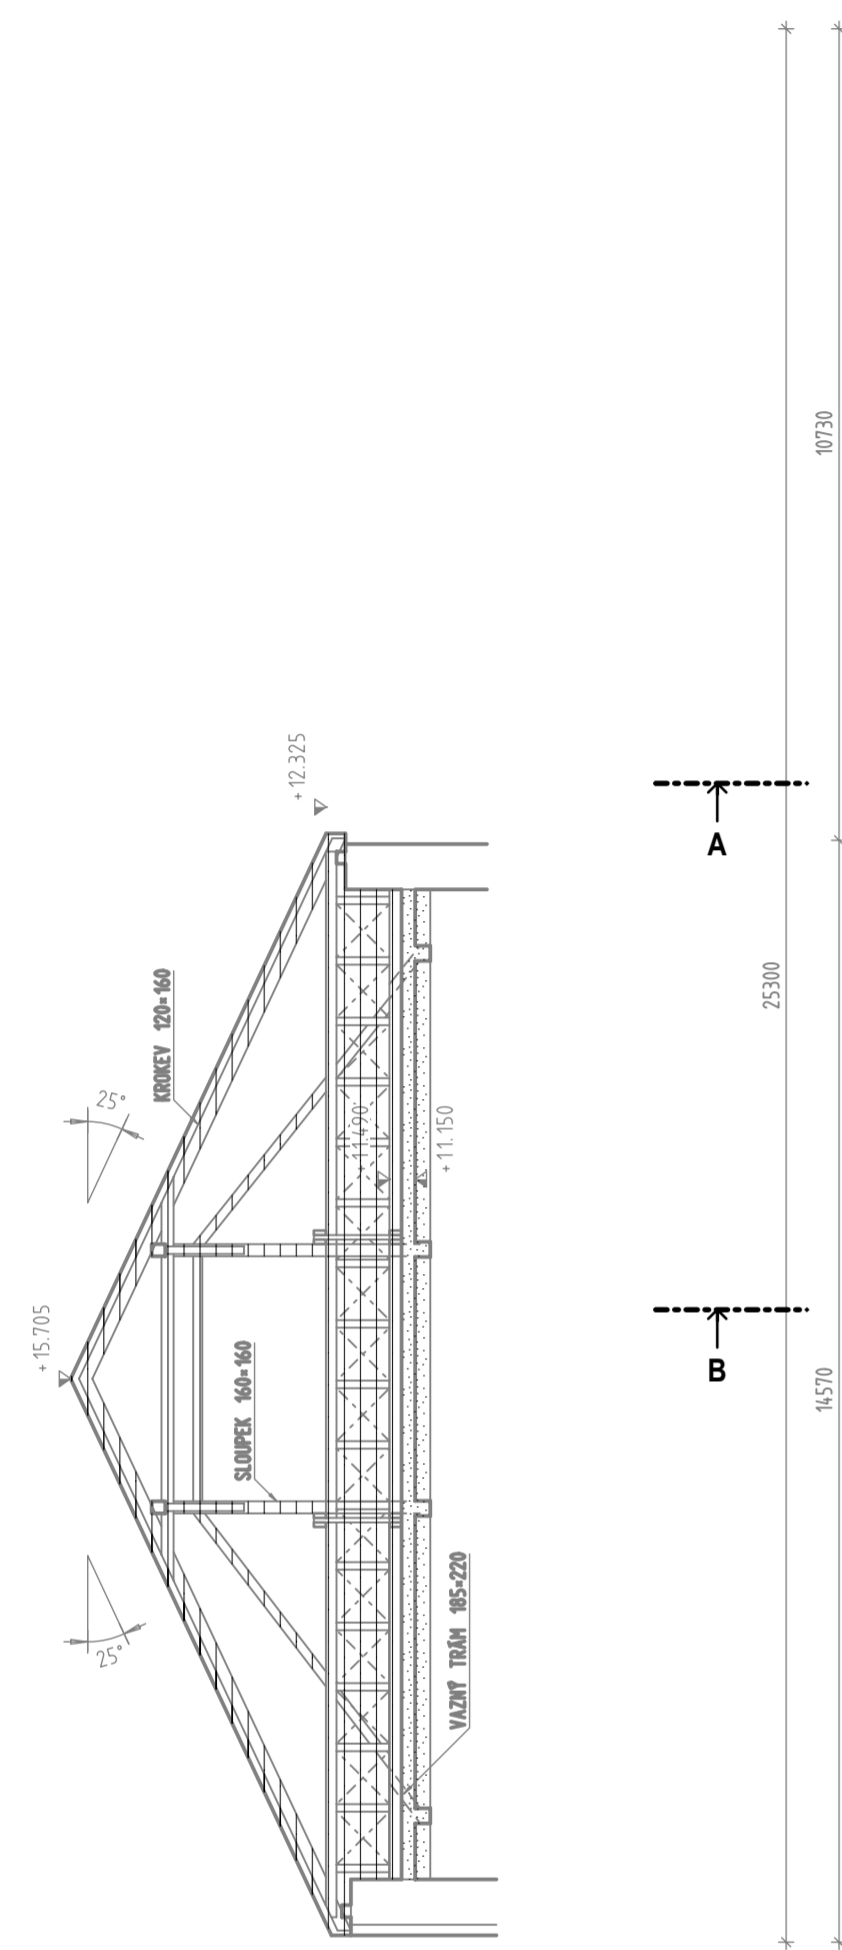 10730
+12.325
A
KROKEV 120×160
25300
25°
+11.490
+11.150
+15.705
B
SLOUPEK 160×160
14570
VAZNÝ TRÁM 185×220
25°